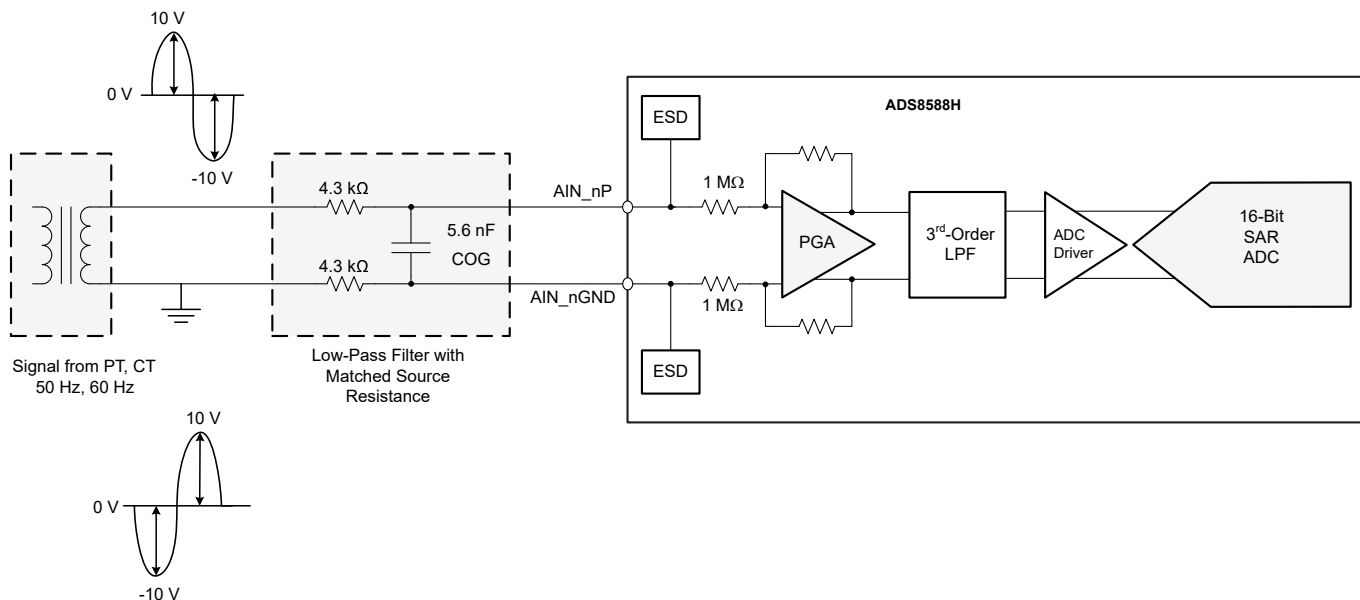 10 V
0 V
-10 V
ADS8588H
ESD
4.3 kΩ
AIN_nP
1 MΩ
5.6 nF
COG
PGA
3rd-Order
LPF
ADC
Driver
16-Bit
SAR
ADC
4.3 kΩ
AIN_nGND
1 MΩ
ESD
Signal from PT, CT
50 Hz, 60 Hz
Low-Pass Filter with
Matched Source
Resistance
10 V
0 V
-10 V